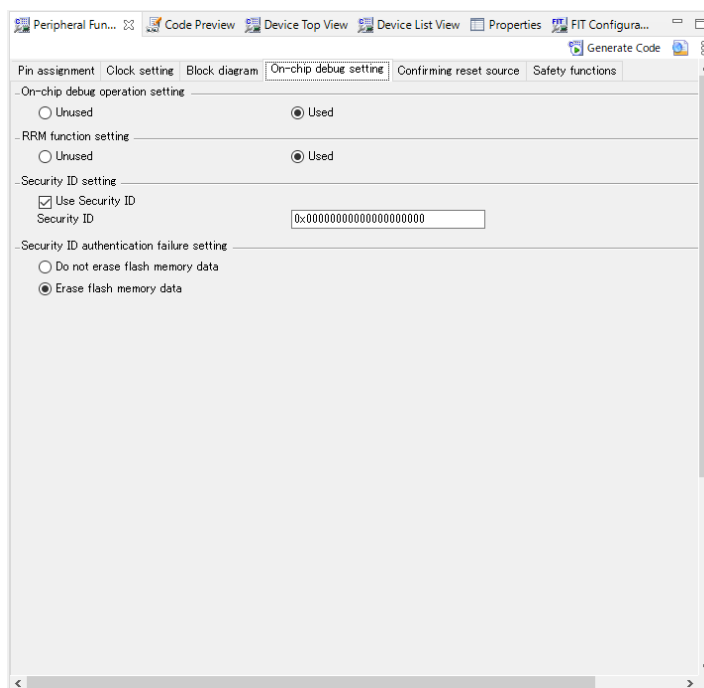 Peripheral Fun... Code Preview Device Top View Device List View Properties FIT FIT Configura...
Generate Code
Pin assignment Clock setting Block diagram On-chip debug setting Confirming reset source Safety functions
On-chip debug operation setting
Unused Used
RRM function setting
Unused Used
Security ID setting
Use Security ID
Security ID 0x00000000000000000000
Security ID authentication failure setting
Do not erase flash memory data
Erase flash memory data